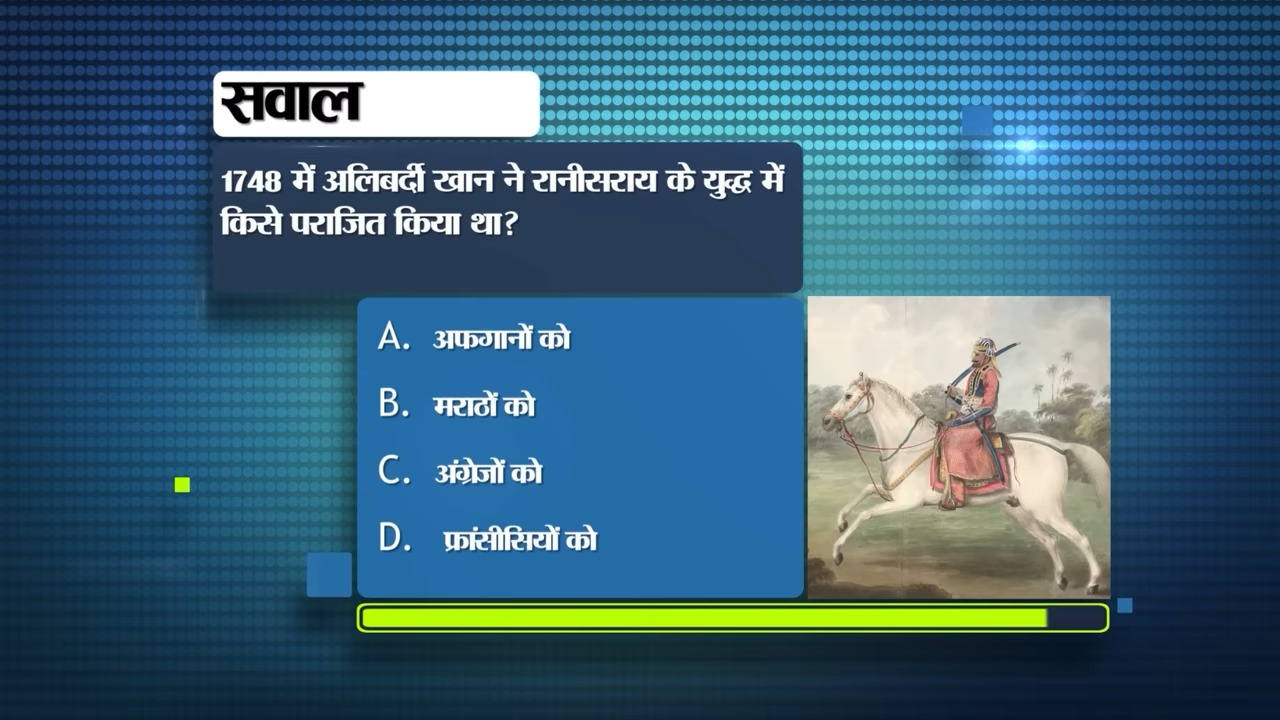 सवाल
1748 में अलिबर्दी खान ने रानीसराय के युद्ध में
किसे पराजित किया था?
A. अफगानों को
B. मराठों को
C. अंग्रेजों को
D. फ्रांसीसियों को